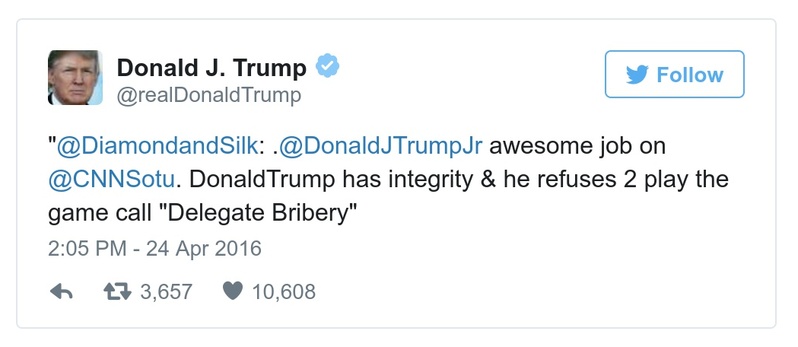 Donald J. Trump
@realDonaldTrump
Follow
"@DiamondandSilk: .@DonaldJTrumpJr awesome job on
@CNNSotu. DonaldTrump has integrity & he refuses 2 play the
game call "Delegate Bribery"
2:05 PM - 24 Apr 2016
3,657 10,608